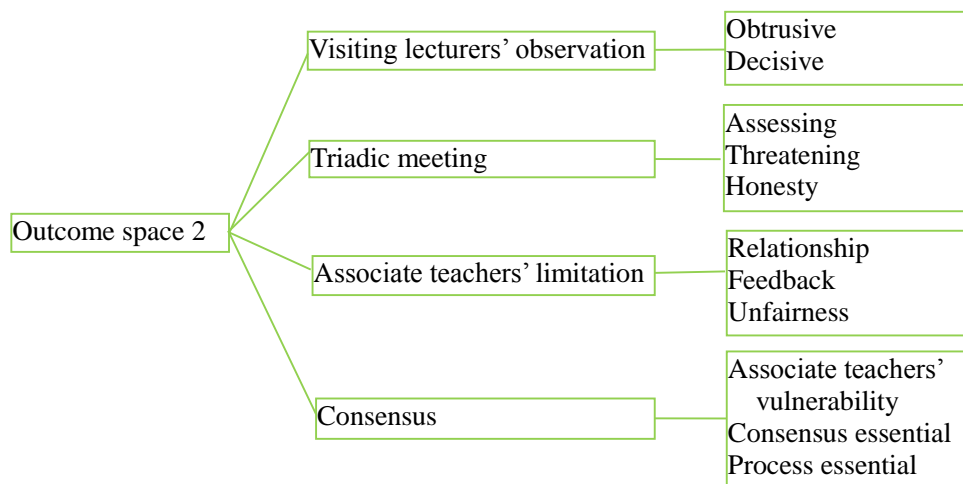 Outcome space 2
Visiting lecturers’ observation
Obtrusive
Decisive
Triadic meeting
Assessing
Threatening
Honesty
Associate teachers’ limitation
Relationship
Feedback
Unfairness
Consensus
Associate teachers’
vulnerability
Consensus essential
Process essential